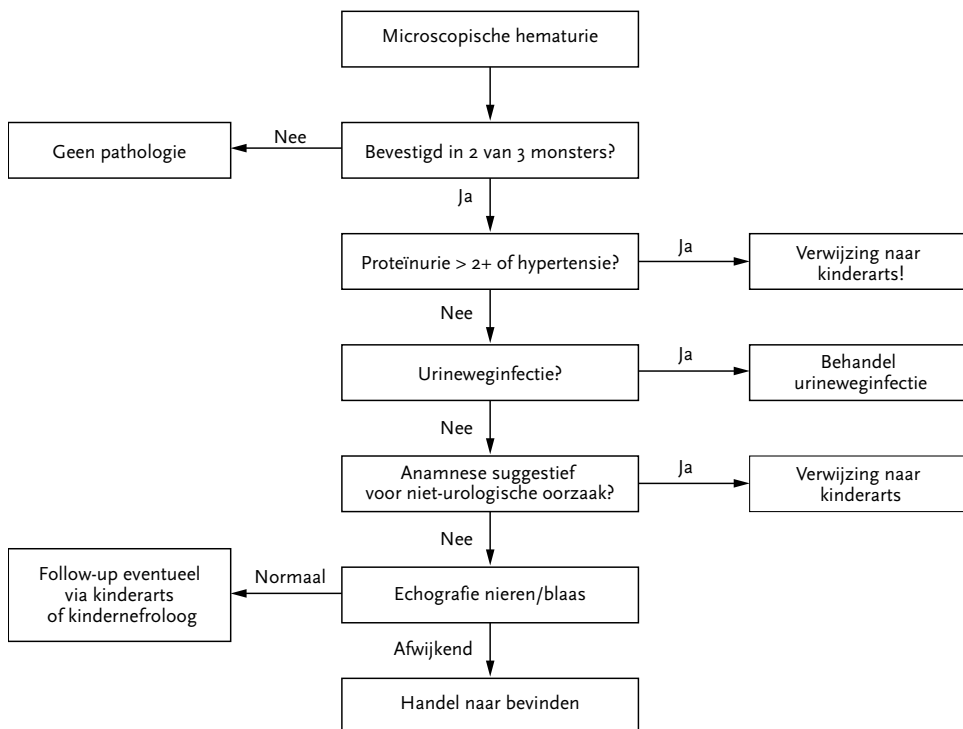 Microscopische hematurie
Nee
Geen pathologie
Bevestigd in 2 van 3 monsters?
Ja
Proteïnurie > 2+ of hypertensie?
Ja
Verwijzing naar
kinderarts!
Nee
Urineweginfectie?
Ja
Behandel
urineweginfectie
Nee
Anamnese suggestief
voor niet-urologische oorzaak?
Ja
Verwijzing naar
kinderarts
Nee
Echografie nieren/blaas
Normaal
Follow-up eventueel
via kinderarts
of kindernefroloog
Afwijkend
Handel naar bevinden